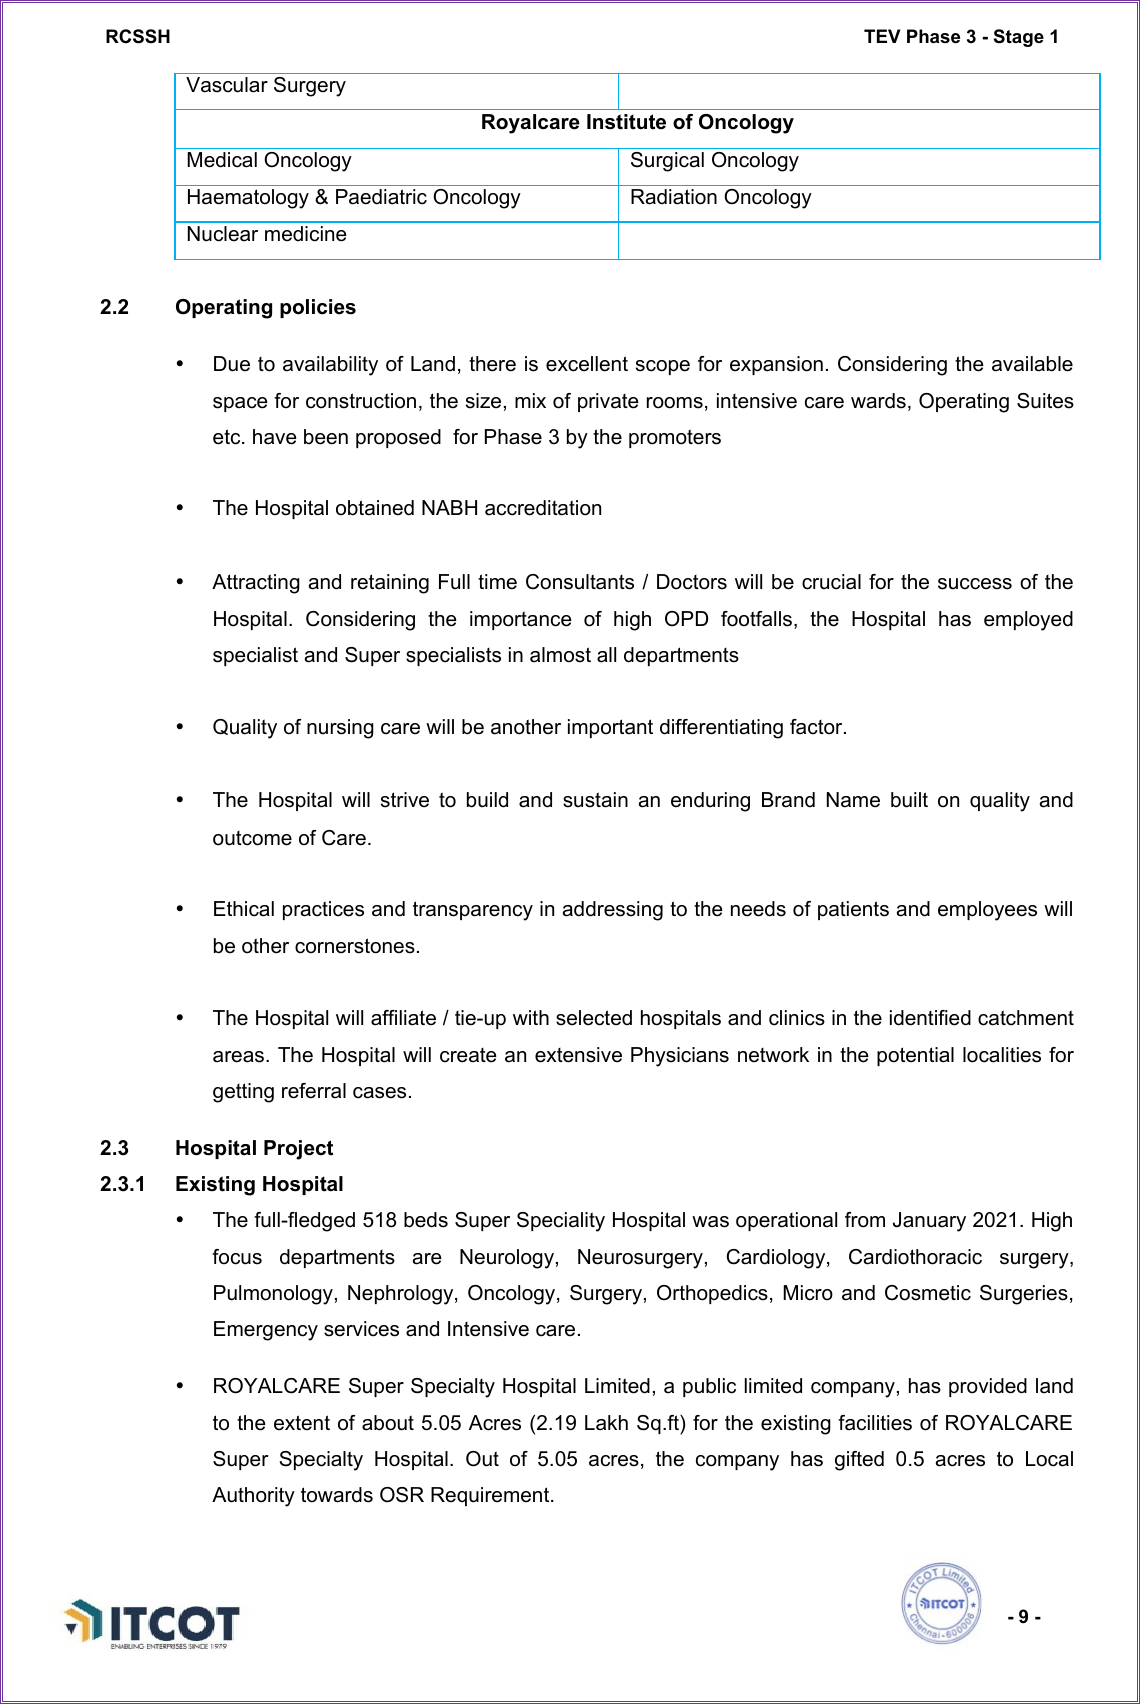 RCSSH TEV Phase 3 - Stage 1
Vascular Surgery
Royalcare Institute of Oncology
Medical Oncology Surgical Oncology
Haematology & Paediatric Oncology Radiation Oncology
Nuclear medicine
2.2 Operating policies
• Due to availability of Land, there is excellent scope for expansion. Considering the available
space for construction, the size, mix of private rooms, intensive care wards, Operating Suites
etc. have been proposed  for Phase 3 by the promoters
• The Hospital obtained NABH accreditation
• Attracting and retaining Full time Consultants / Doctors will be crucial for the success of the
Hospital. Considering the importance of high OPD footfalls, the Hospital has employed
specialist and Super specialists in almost all departments
• Quality of nursing care will be another important differentiating factor.
• The Hospital will strive to build and sustain an enduring Brand Name built on quality and
outcome of Care.
• Ethical practices and transparency in addressing to the needs of patients and employees will
be other cornerstones.
• The Hospital will affiliate / tie-up with selected hospitals and clinics in the identified catchment
areas. The Hospital will create an extensive Physicians network in the potential localities for
getting referral cases.
2.3 Hospital Project
2.3.1 Existing Hospital
• The full-fledged 518 beds Super Speciality Hospital was operational from January 2021. High
focus departments are Neurology, Neurosurgery, Cardiology, Cardiothoracic surgery,
Pulmonology, Nephrology, Oncology, Surgery, Orthopedics, Micro and Cosmetic Surgeries,
Emergency services and Intensive care.
• ROYALCARE Super Specialty Hospital Limited, a public limited company, has provided land
to the extent of about 5.05 Acres (2.19 Lakh Sq.ft) for the existing facilities of ROYALCARE
Super Specialty Hospital. Out of 5.05 acres, the company has gifted 0.5 acres to Local
Authority towards OSR Requirement.
ITCOT
ENABLING ENTERPRISES SINCE 1979
ITCOT Limited
ITCOT
Chennai-600006
- 9 -